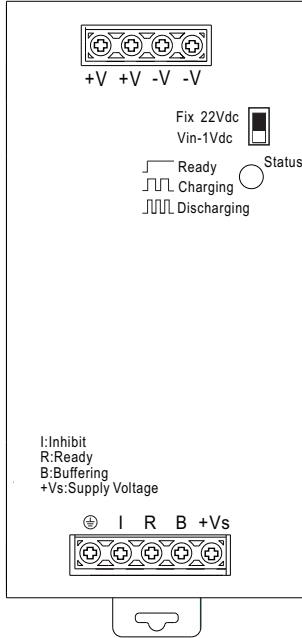 +V +V -V -V
Fix 22Vdc
Vin-1Vdc
Status
Ready
Charging
Discharging
I:Inhibit
R:Ready
B:Buffering
+Vs:Supply Voltage
I R B +Vs